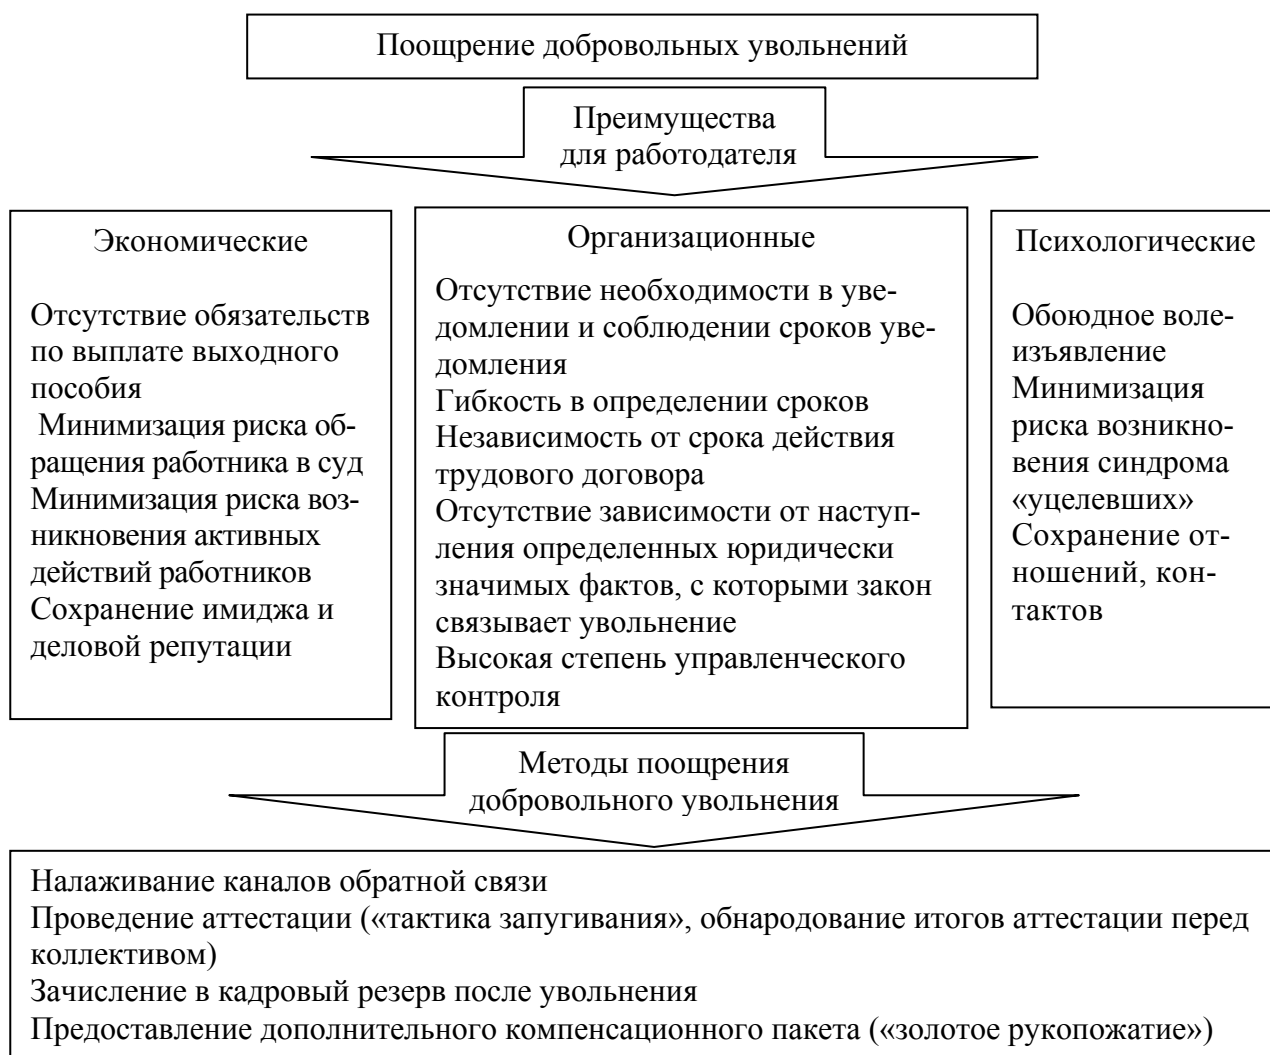 Поощрение добровольных увольнений
Преимущества
для работодателя
Экономические
Отсутствие обязательств
по выплате выходного
пособия
Минимизация риска об-
ращения работника в суд
Минимизация риска воз-
никновения активных
действий работников
Сохранение имиджа и
деловой репутации
Организационные
Отсутствие необходимости в уве-
домлении и соблюдении сроков уве-
домления
Гибкость в определении сроков
Независимость от срока действия
трудового договора
Отсутствие зависимости от наступ-
ления определенных юридически
значимых фактов, с которыми закон
связывает увольнение
Высокая степень управленческого
контроля
Психологические
Обоюдное воле-
изъявление
Минимизация
риска возникно-
вения синдрома
«уцелевших»
Сохранение от-
ношений, кон-
тактов
Методы поощрения
добровольного увольнения
Налаживание каналов обратной связи
Проведение аттестации («тактика запугивания», обнародование итогов аттестации перед
коллективом)
Зачисление в кадровый резерв после увольнения
Предоставление дополнительного компенсационного пакета («золотое рукопожатие»)